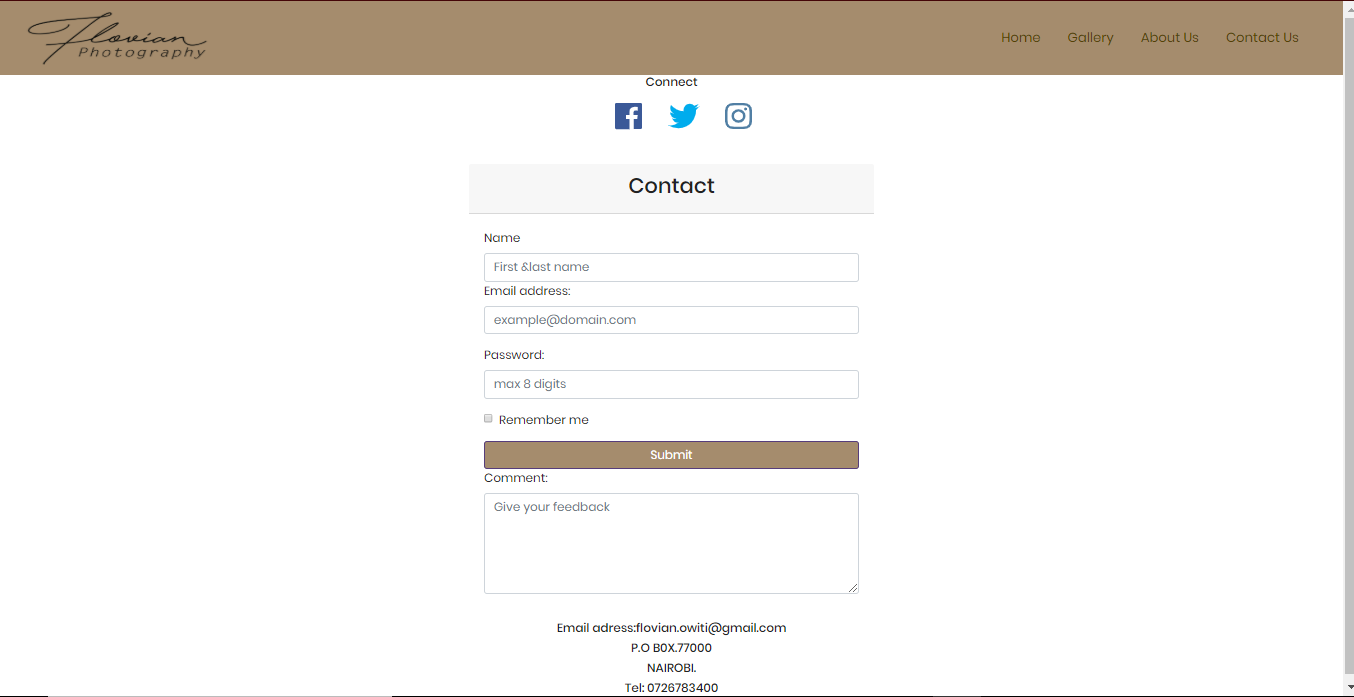 Flovian
Photography
Home Gallery About Us Contact Us
Connect
Contact
Name
First &last name
Email address:
example@domain.com
Password:
max 8 digits
Remember me
Submit
Comment:
Give your feedback
Email adress:flovian.owiti@gmail.com
P.O B0X.77000
NAIROBI.
Tel: 0726783400